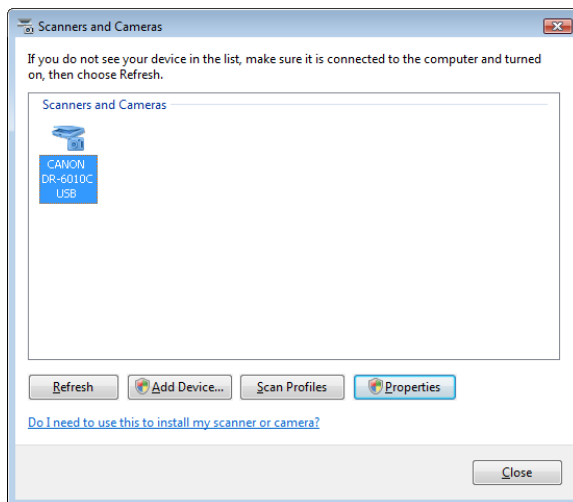 Scanners and Cameras
If you do not see your device in the list, make sure it is connected to the computer and turned
on, then choose Refresh.
Scanners and Cameras
CANON
DR-6010C
USB
Refresh
Add Device...
Scan Profiles
Properties
Do I need to use this to install my scanner or camera?
Close